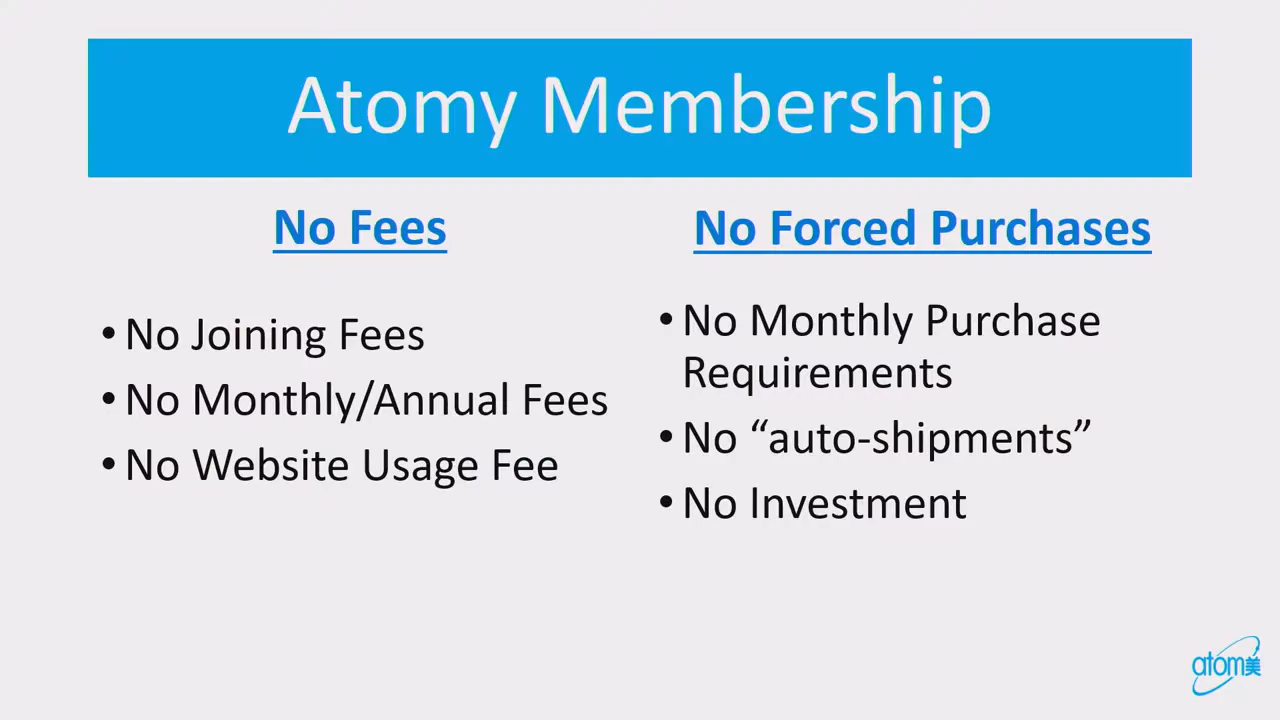 Atomy Membership
No Fees
• No Joining Fees
• No Monthly/Annual Fees
• No Website Usage Fee
No Forced Purchases
• No Monthly Purchase
Requirements
• No “auto-shipments”
• No Investment
atom美